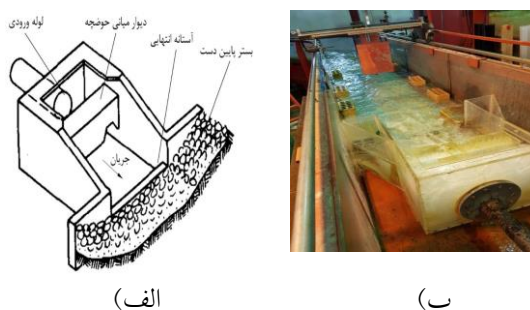 لوله ورودی
دیوار میانی حوضچه
آستانه انتهایی
بستر پایین دست
جریان
الف)
ب)